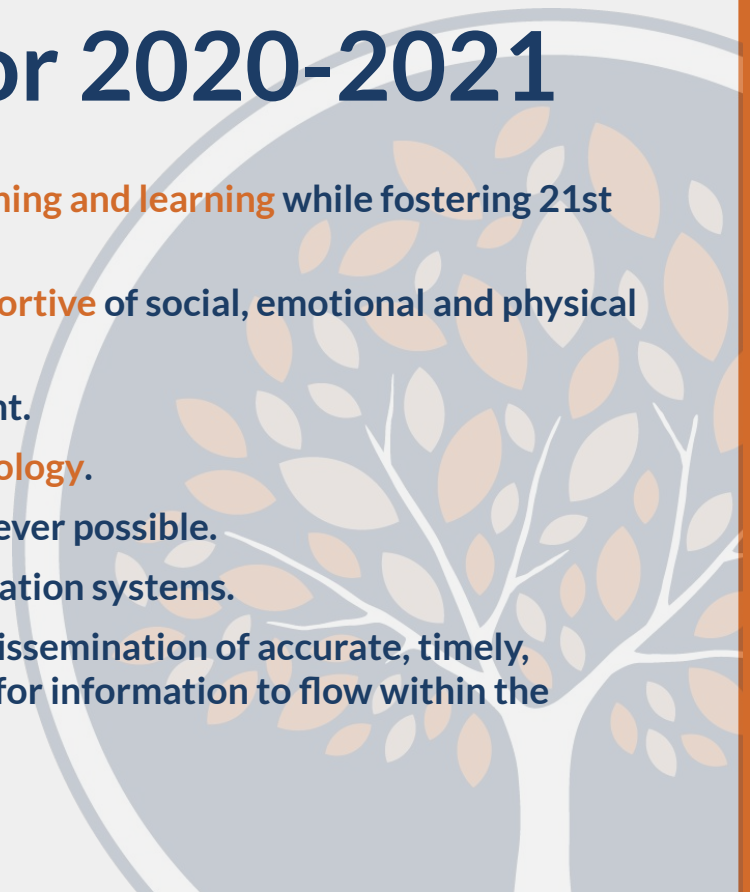 or 2020-2021
ning and learning while fostering 21st
ortive of social, emotional and physical
nt.
ology.
ever possible.
ation systems.
issemination of accurate, timely,
for information to flow within the